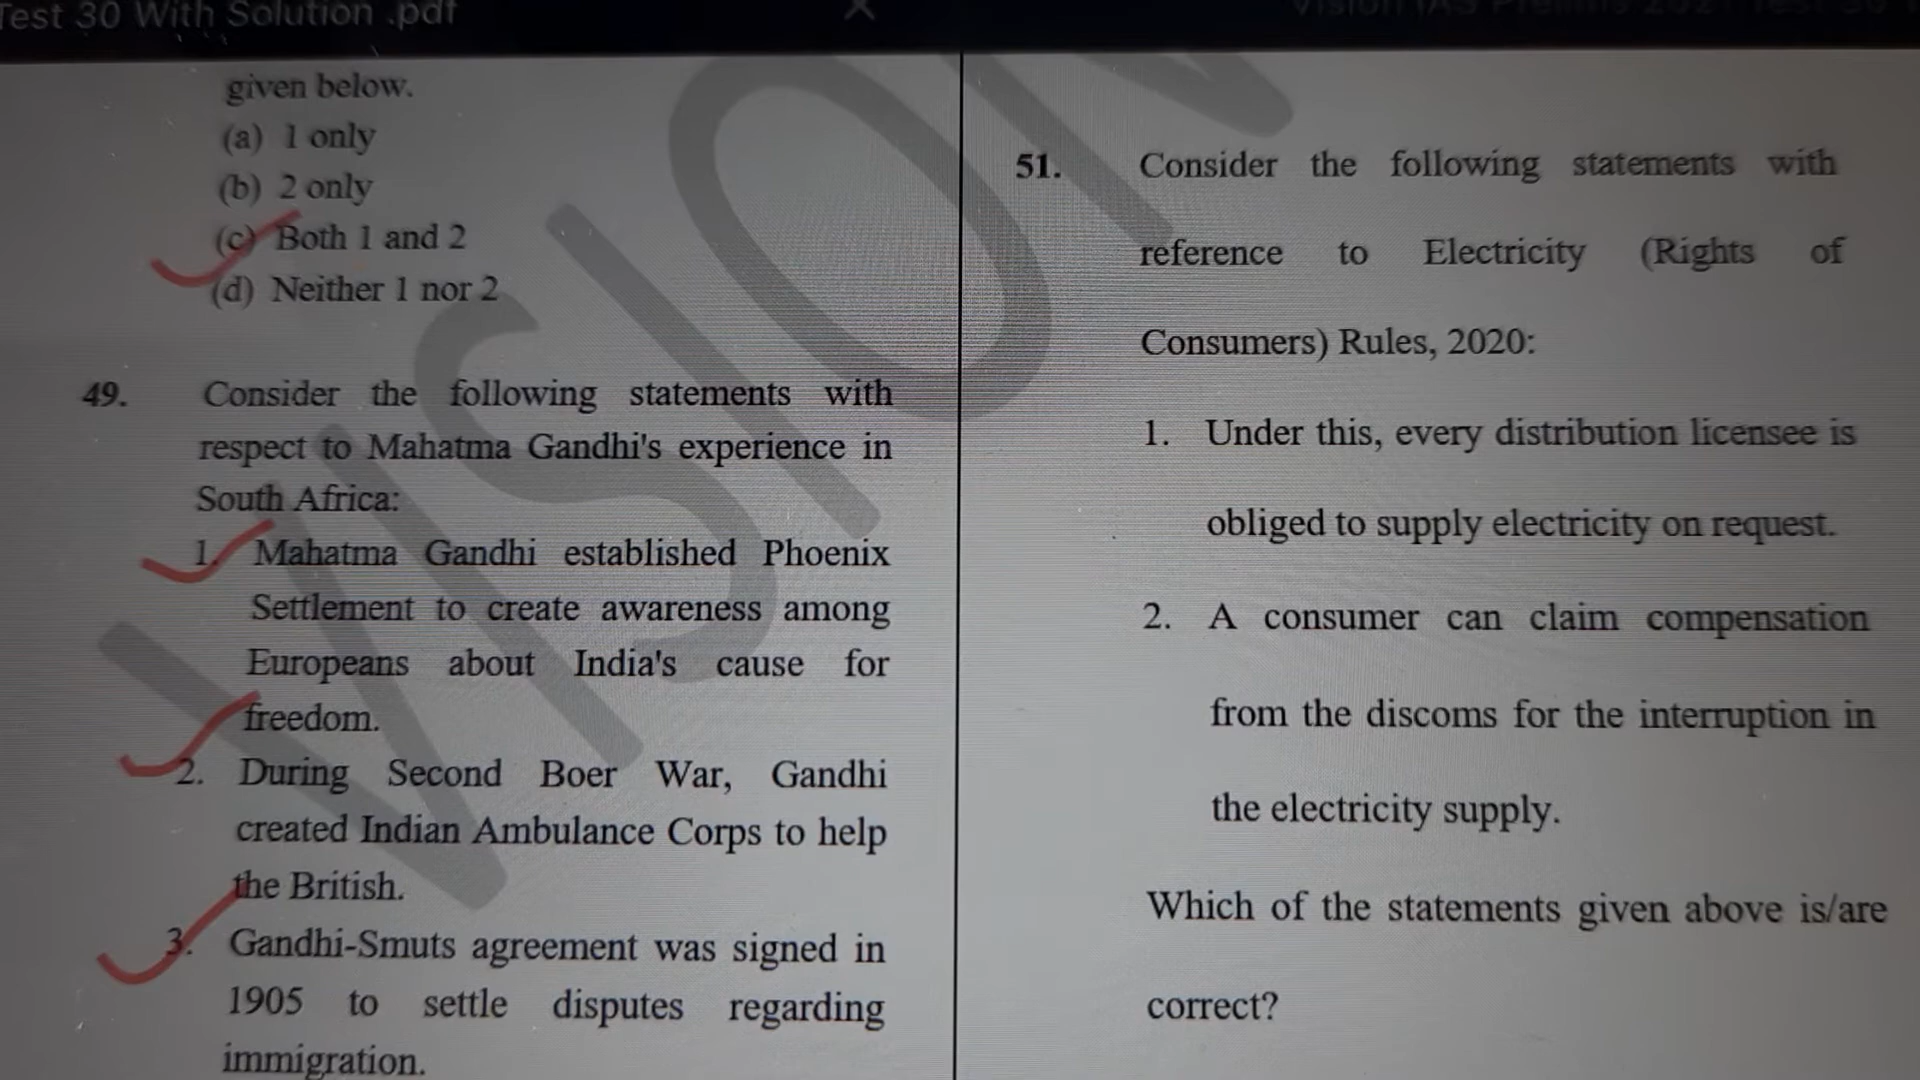 Test 30 With Solution .pdf
given below.
(a) 1 only
(b) 2 only
(c) Both 1 and 2
(d) Neither 1 nor 2
49. Consider the following statements with
respect to Mahatma Gandhi's experience in
South Africa:
1. Mahatma Gandhi established Phoenix
Settlement to create awareness among
Europeans about India's cause for
freedom.
2. During Second Boer War, Gandhi
created Indian Ambulance Corps to help
the British.
3. Gandhi-Smuts agreement was signed in
1905 to settle disputes regarding
immigration.
51. Consider the following statements with
reference to Electricity (Rights of
Consumers) Rules, 2020:
1. Under this, every distribution licensee is
obliged to supply electricity on request.
2. A consumer can claim compensation
from the discoms for the interruption in
the electricity supply.
Which of the statements given above is/are
correct?
VISION